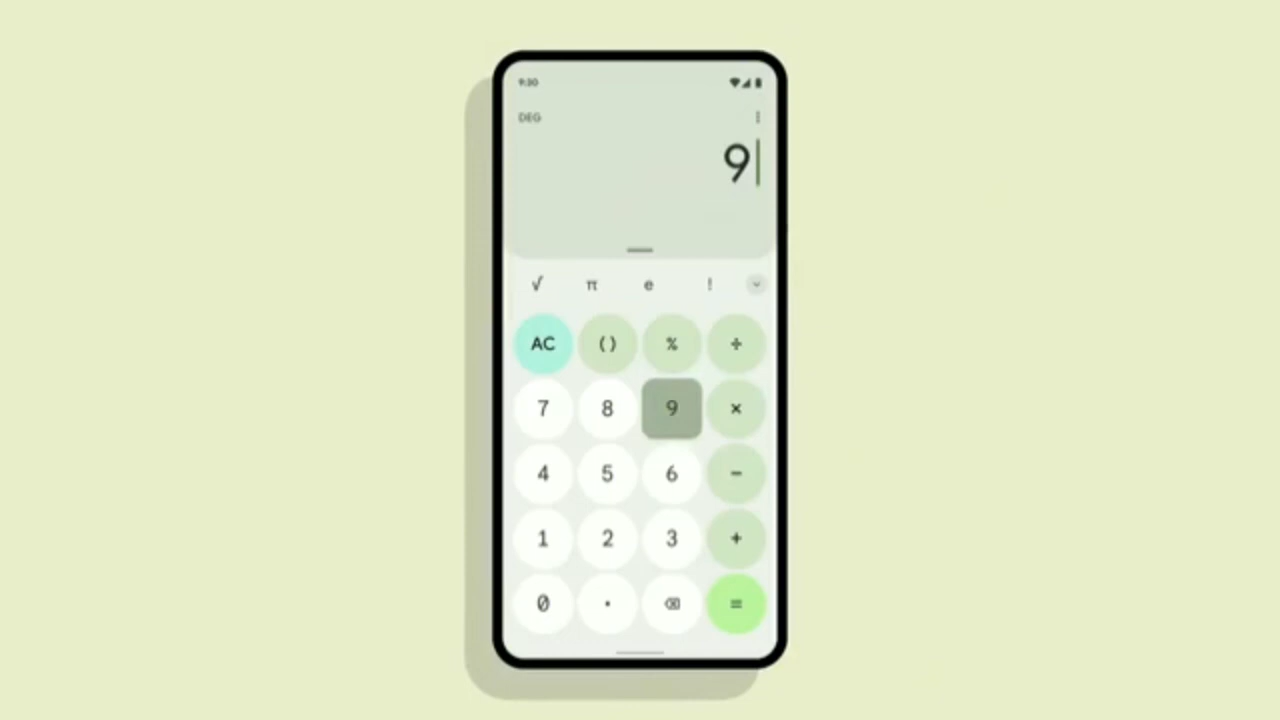 9:30
DEG
9
√ π e !
AC () % ÷
7 8 9 ×
4 5 6 −
1 2 3 +
0 . =